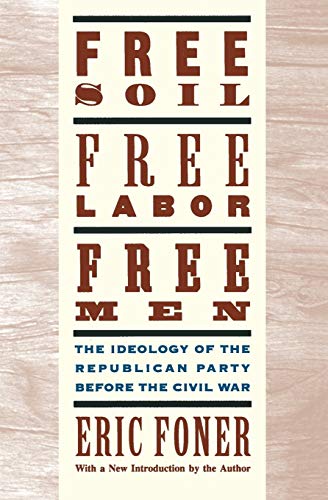 FREE
SOIL
FREE
LABOR
FREE
MEN
THE IDEOLOGY OF THE
REPUBLICAN PARTY
BEFORE THE CIVIL WAR
ERIC FONER
With a New Introduction by the Author